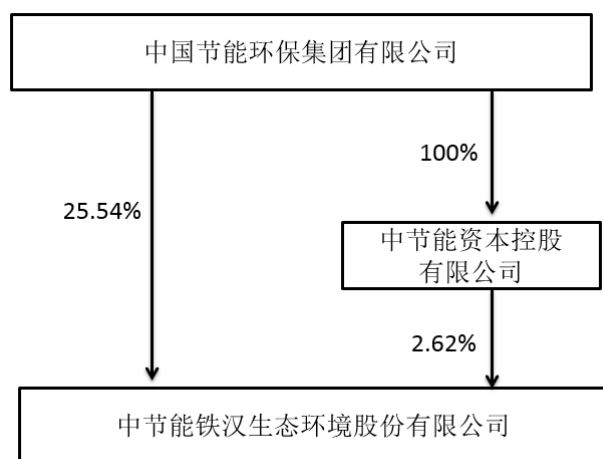 中国节能环保集团有限公司
100%
25.54%
中节能资本控股
有限公司
2.62%
中节能铁汉生态环境股份有限公司